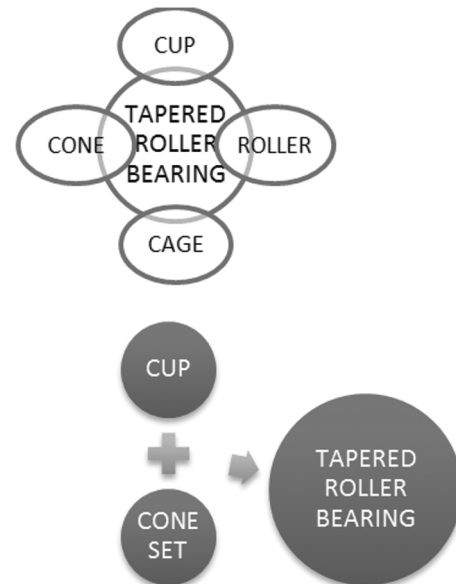 CUP
TAPERED
CONE ROLLER ROLLER
BEARING
CAGE
CUP
TAPERED
ROLLER
BEARING
CONE
SET